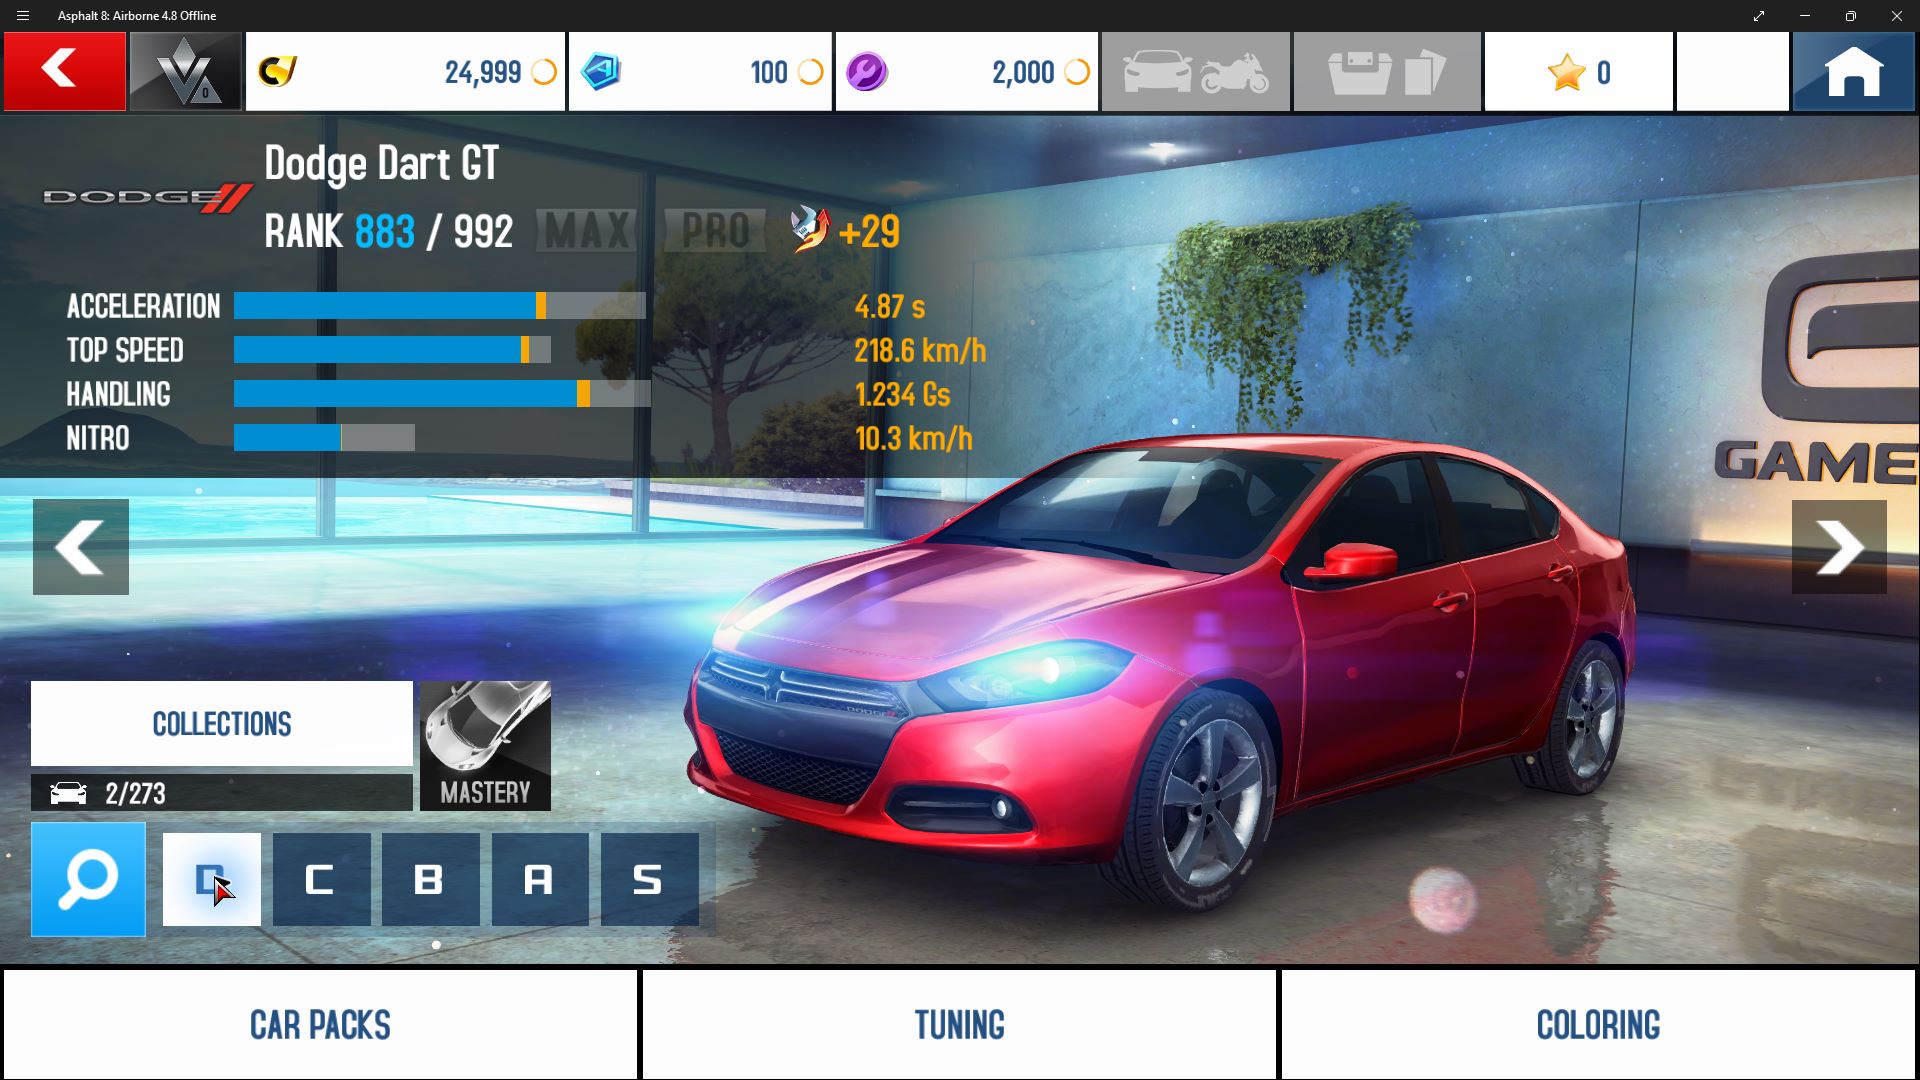 Asphalt 8: Airborne 4.8 Offline
0
24,999
100
2,000
0
DODGE
Dodge Dart GT
RANK 883 / 992 MAX PRO +29
ACCELERATION 4.87 s
TOP SPEED 218.6 km/h
HANDLING 1.234 Gs
NITRO 10.3 km/h
GAME
COLLECTIONS
2/273
MASTERY
D C B A S
CAR PACKS
TUNING
COLORING